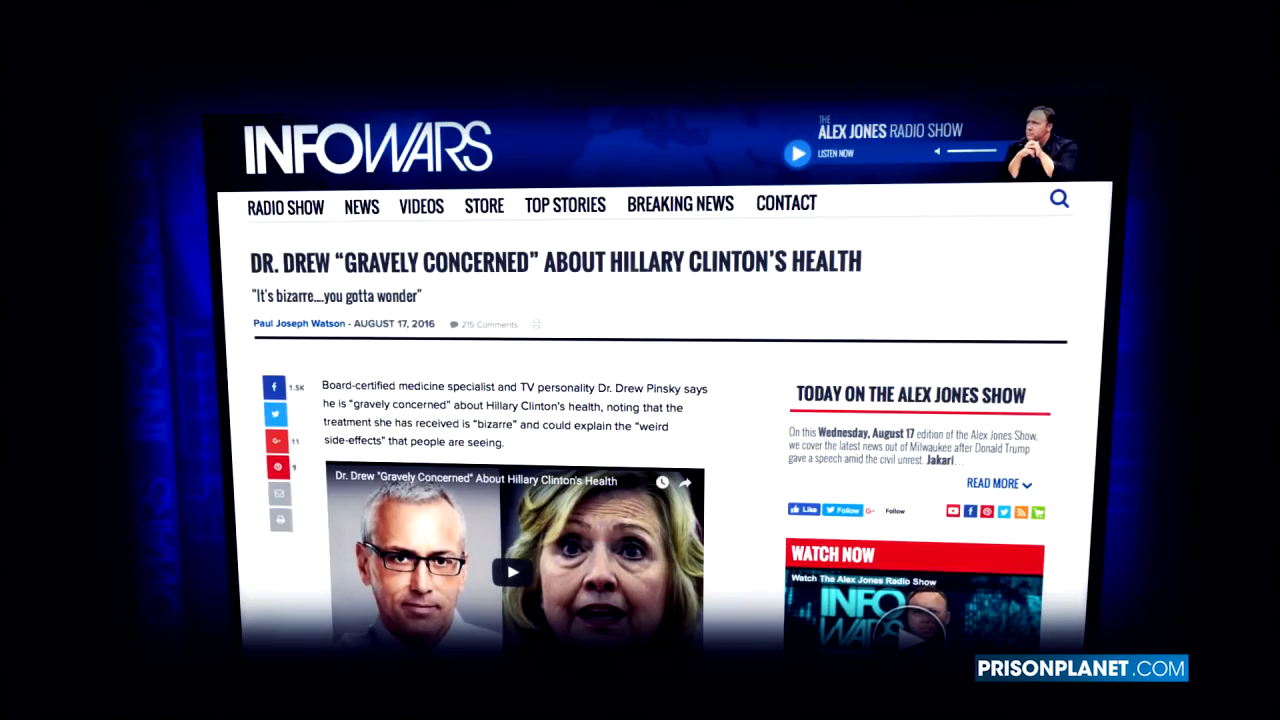 INFOWARS
THE
ALEX JONES RADIO SHOW
LISTEN NOW
RADIO SHOW NEWS VIDEOS STORE TOP STORIES BREAKING NEWS CONTACT
DR. DREW “GRAVELY CONCERNED” ABOUT HILLARY CLINTON’S HEALTH
"It's bizarre....you gotta wonder"
Paul Joseph Watson - AUGUST 17, 2016 215 Comments
1.5K
11
9
Board-certified medicine specialist and TV personality Dr. Drew Pinsky says
he is “gravely concerned” about Hillary Clinton’s health, noting that the
treatment she has received is “bizarre” and could explain the “weird
side-effects” that people are seeing.
Dr. Drew "Gravely Concerned" About Hillary Clinton's Health
TODAY ON THE ALEX JONES SHOW
On this Wednesday, August 17 edition of the Alex Jones Show,
we cover the latest news out of Milwaukee after Donald Trump
gave a speech amid the civil unrest. Jakari...
READ MORE
Like Follow G+ Follow
WATCH NOW
Watch The Alex Jones Radio Show
INFO
WARS
PRISONPLANET.COM